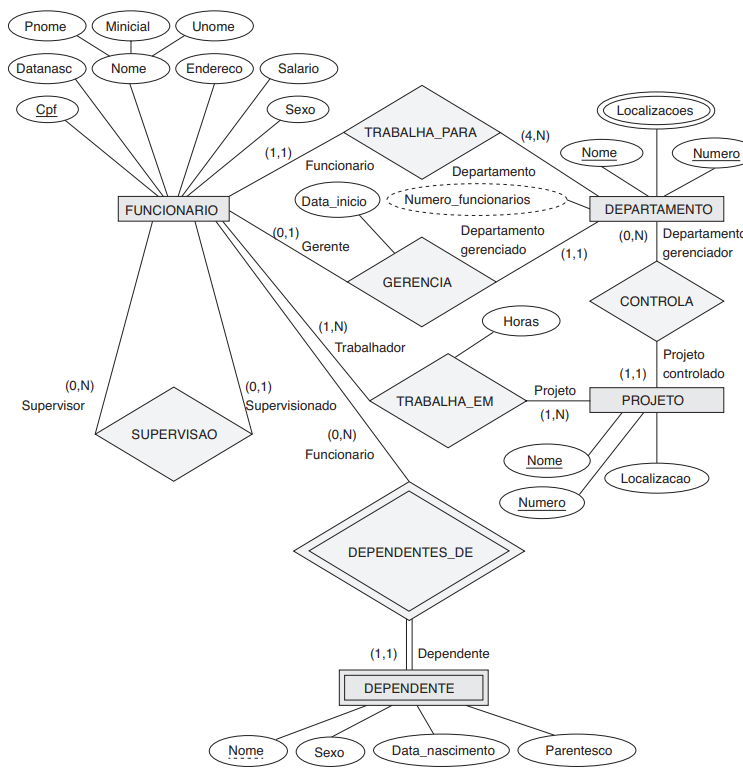 Pnome
Minicial
Unome
Datanasc
Nome
Endereco
Salario
Cpf
Sexo
Localizacoes
TRABALHA_PARA
(4,N)
(1,1)
Funcionario
Departamento
Nome
Numero
Data_inicio
Numero_funcionarios
FUNCIONARIO
DEPARTAMENTO
(0,1)
Gerente
Departamento
gerenciado
(0,N)
Departamento
gerenciador
(1,1)
GERENCIA
CONTROLA
(1,N)
Trabalhador
Horas
Projeto
controlado
(1,1)
(0,N)
Supervisor
(0,1)
Supervisionado
TRABALHA_EM
Projeto
(1,N)
PROJETO
SUPERVISAO
(0,N)
Funcionario
Nome
Numero
Localizacao
DEPENDENTES_DE
(1,1)
Dependente
DEPENDENTE
Nome
Sexo
Data_nascimento
Parentesco